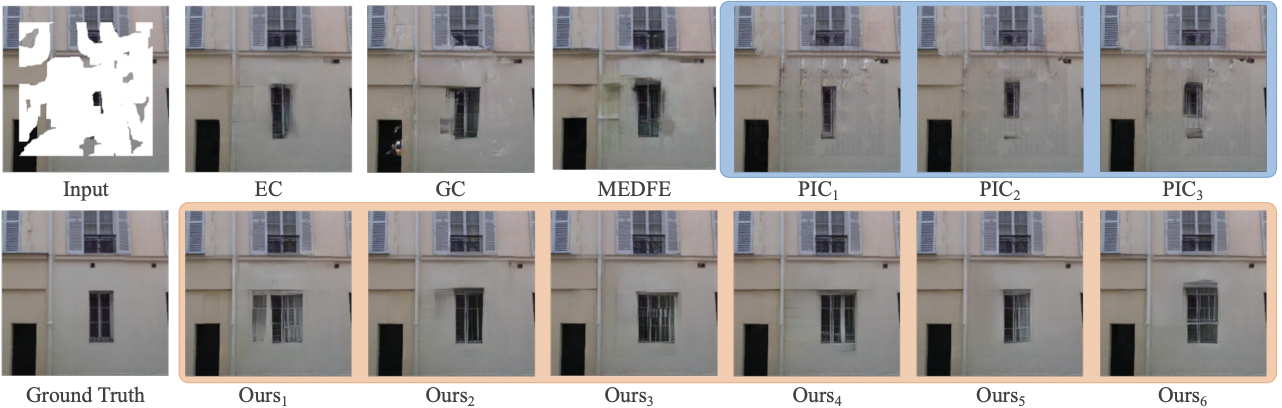 Input EC GC MEDFE PIC₁ PIC₂ PIC₃
Ground Truth Ours₁ Ours₂ Ours₃ Ours₄ Ours₅ Ours₆